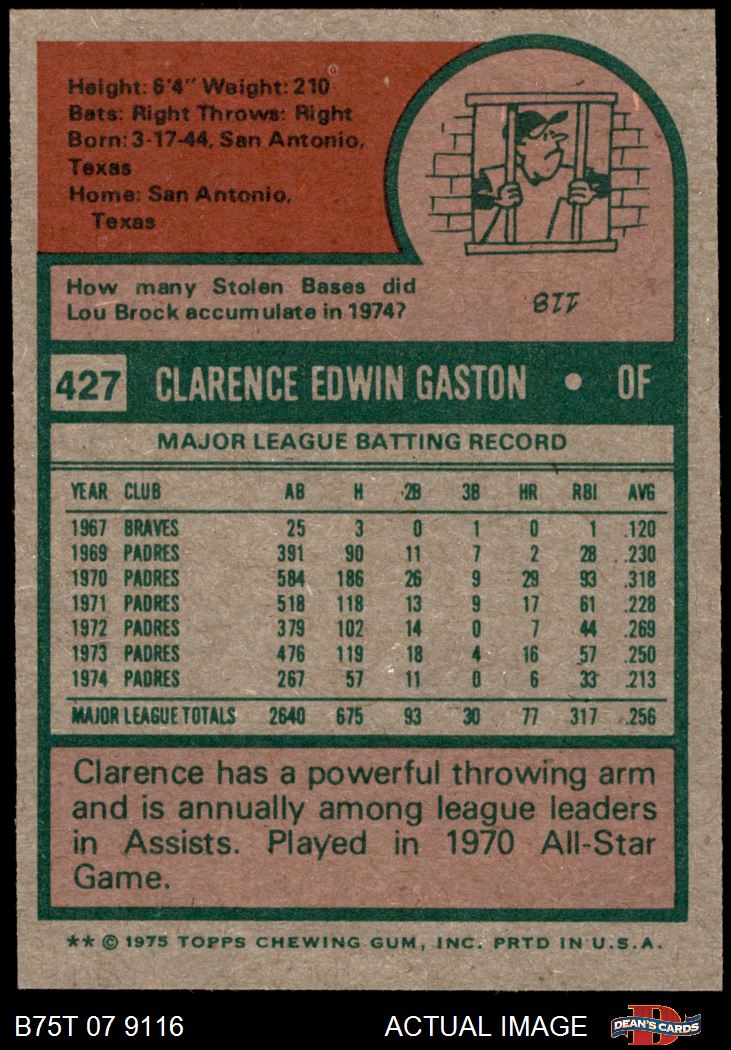 Height: 6'4" Weight: 210
Bats: Right Throws: Right
Born: 3-17-44, San Antonio,
Texas
Home: San Antonio,
Texas
How many Stolen Bases did
Lou Brock accumulate in 1974?
118
427 CLARENCE EDWIN GASTON • OF
MAJOR LEAGUE BATTING RECORD
YEAR CLUB AB H 2B 3B HR RBI AVG
1967 BRAVES 25 3 0 1 0 1 .120
1969 PADRES 391 90 11 7 2 28 .230
1970 PADRES 584 186 26 9 29 93 .318
1971 PADRES 518 118 13 9 17 61 .228
1972 PADRES 379 102 14 0 7 44 .269
1973 PADRES 476 119 18 4 16 57 .250
1974 PADRES 267 57 11 0 6 33 .213
MAJOR LEAGUE TOTALS 2640 675 93 30 77 317 .256
Clarence has a powerful throwing arm
and is annually among league leaders
in Assists. Played in 1970 All-Star
Game.
** © 1975 TOPPS CHEWING GUM, INC. PRTD IN U.S.A.
B75T 07 9116 ACTUAL IMAGE D DEAN'S CARDS